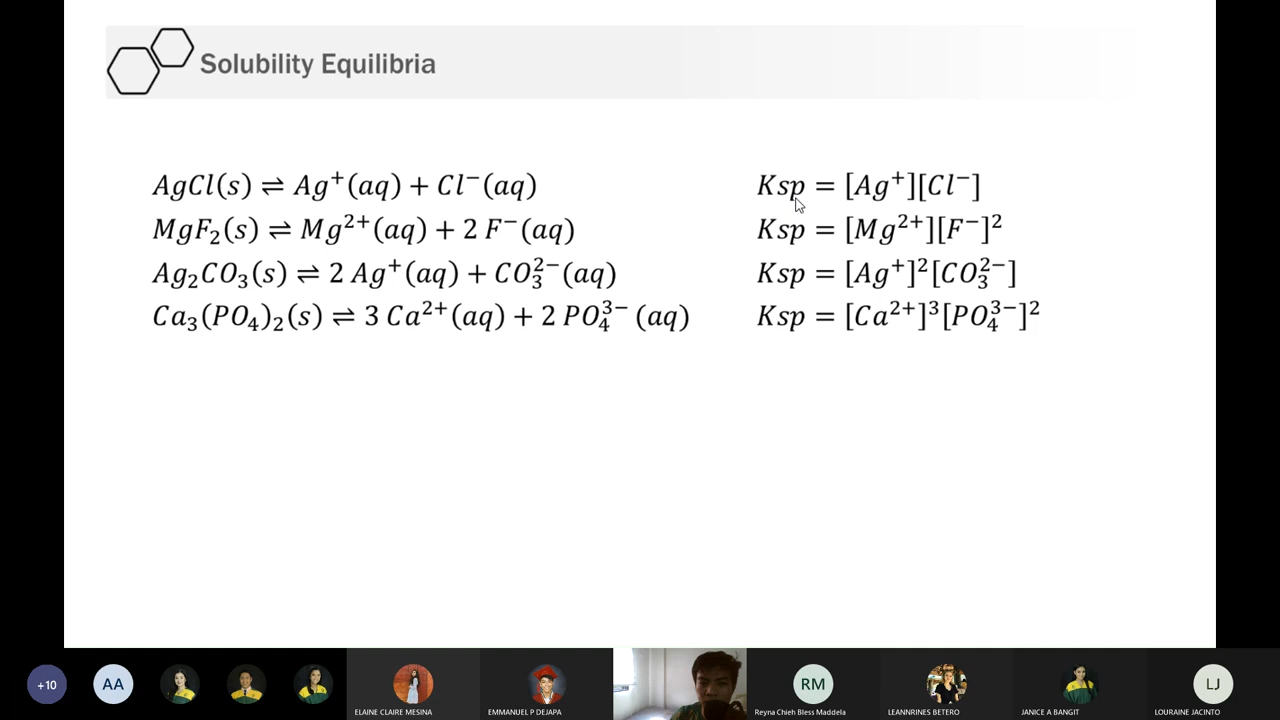 Solubility Equilibria
AgCl(s) ⇌ Ag⁺(aq) + Cl⁻(aq) Ksp = [Ag⁺][Cl⁻]
MgF₂(s) ⇌ Mg²⁺(aq) + 2 F⁻(aq) Ksp = [Mg²⁺][F⁻]²
Ag₂CO₃(s) ⇌ 2 Ag⁺(aq) + CO₃²⁻(aq) Ksp = [Ag⁺]²[CO₃²⁻]
Ca₃(PO₄)₂(s) ⇌ 3 Ca²⁺(aq) + 2 PO₄³⁻ (aq) Ksp = [Ca²⁺]³[PO₄³⁻]²
+10 AA RM LJ
ELAINE CLAIRE MESINA EMMANUEL P DEJAPA Reyna Chieh Bless Maddela LEANNRINES BETERO JANICE A BANGIT LOURAINE JACINTO